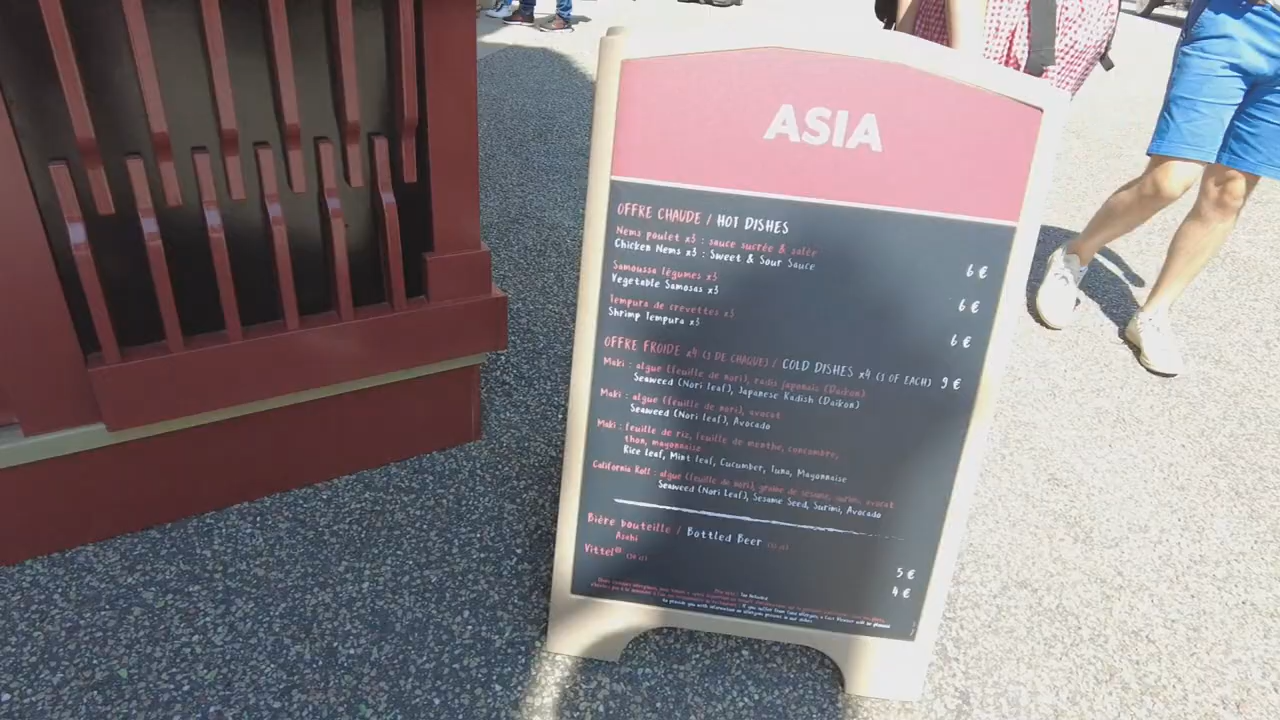 ASIA
OFFRE CHAUDE / HOT DISHES
Nems poulet x3 : sauce sucrée & salée
Chicken Nems x3 : Sweet & Sour Sauce
6 €
Samoussa légumes x3
Vegetable Samosas x3
6 €
Tempura de crevettes x3
Shrimp Tempura x3
6 €
OFFRE FROIDE x4 (1 DE CHAQUE) / COLD DISHES x4 (1 OF EACH) 9 €
Maki : algue (feuille de nori), radis japonais (Daikon)
Seaweed (Nori leaf), Japanese Radish (Daikon)
Maki : algue (feuille de nori), avocat
Seaweed (Nori leaf), Avocado
Maki : feuille de riz, feuille de menthe, concombre,
thon, mayonnaise
Rice leaf, Mint leaf, Cucumber, Tuna, Mayonnaise
California Roll : algue (feuille de nori), graine de sésame, surimi, avocat
Seaweed (Nori Leaf), Sesame Seed, Surimi, Avocado
Bière bouteille / Bottled Beer
Asahi
5 €
Vittel®
4 €